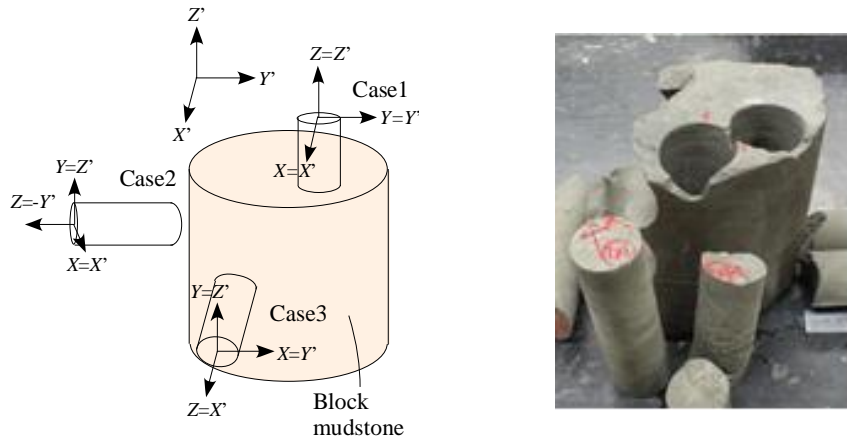 Z’
Y’
X’
Z=Z’
Case1
Y=Y’
X=X’
Y=Z’
Case2
Z=-Y’
X=X’
Y=Z’
Case3
X=Y’
Z=X’
Block
mudstone